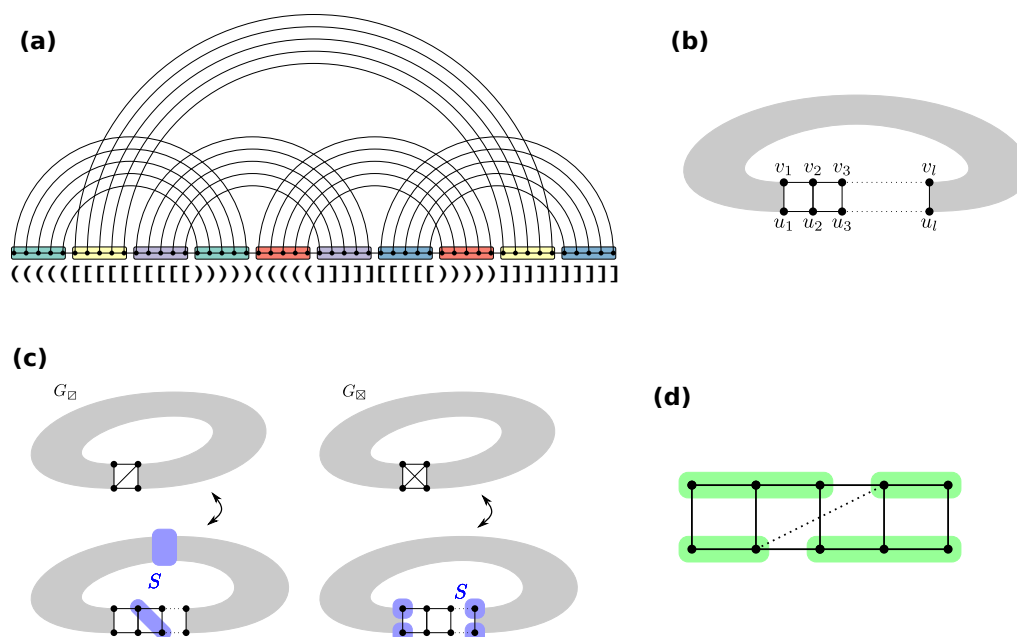 (a)
((((([[[[[[[[[[)))))(((((]]]]][[[[[)))))]]]]]]]]]]
(b)
v₁ v₂ v₃ vₗ
u₁ u₂ u₃ uₗ
(c)
G⧄ G⊠
S S
(d)